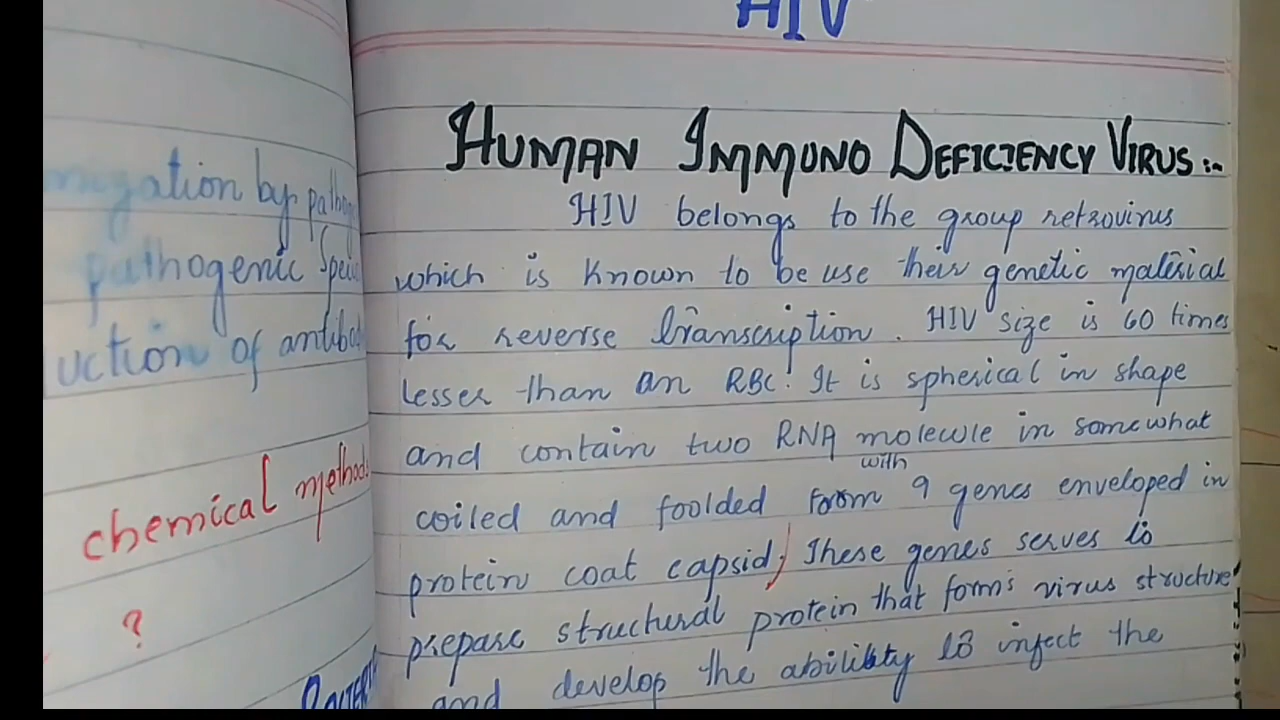 by pathog
pathogenic
uction of antibod
chemical methods
?
HIV
HUMAN IMMUNO DEFICIENCY VIRUS:-
HIV belongs to the group retrovirus
which is known to be use their genetic material
for reverse transcription. HIV size is 60 times
lesser than an RBC. It is spherical in shape
and contain two RNA molecule in somewhat
with
coiled and foolded form 9 genes enveloped in
protein coat capsid; These genes serves to
prepare structural protein that forms virus structure
and develop the ability to infect the